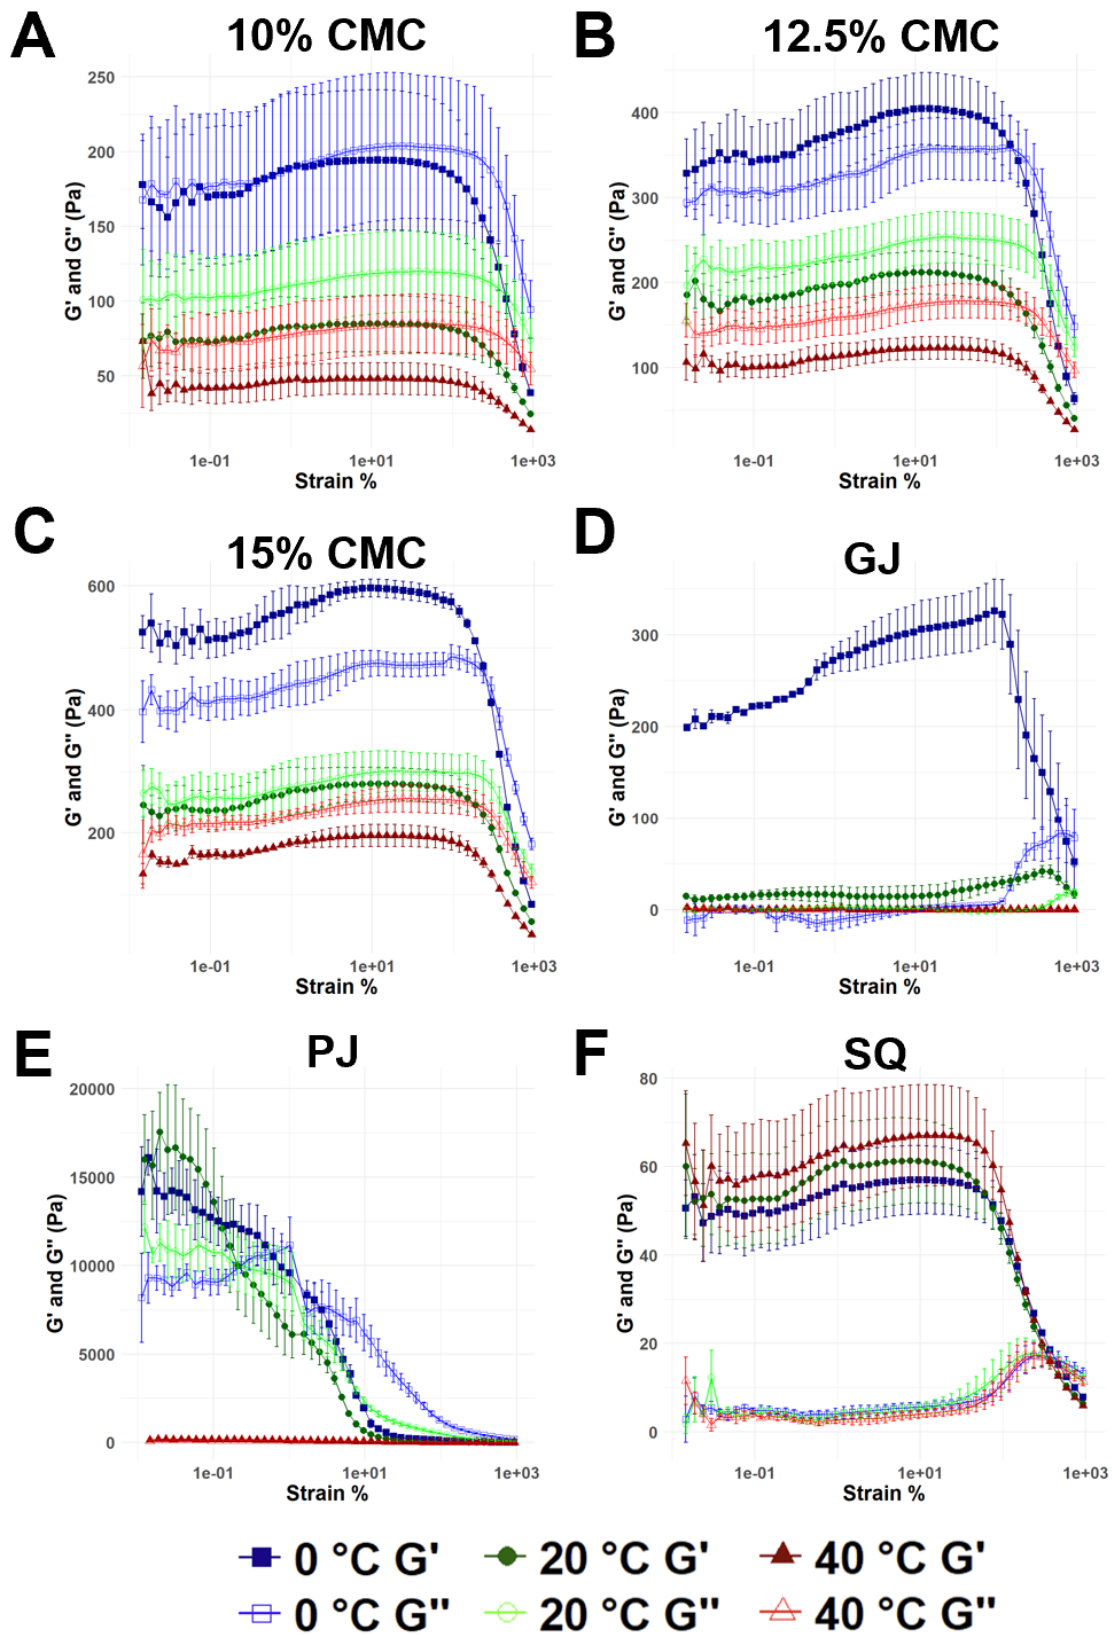 A
10% CMC
G' and G'' (Pa)
250
200
150
100
50
1e-01
1e+01
1e+03
Strain %
B
12.5% CMC
G' and G'' (Pa)
400
300
200
100
1e-01
1e+01
1e+03
Strain %
C
15% CMC
G' and G'' (Pa)
600
400
200
1e-01
1e+01
1e+03
Strain %
D
GJ
G' and G'' (Pa)
300
200
100
0
1e-01
1e+01
1e+03
Strain %
E
PJ
G' and G'' (Pa)
20000
15000
10000
5000
0
1e-01
1e+01
1e+03
Strain %
F
SQ
G' and G'' (Pa)
80
60
40
20
0
1e-01
1e+01
1e+03
Strain %
0 °C G' 20 °C G' 40 °C G'
0 °C G'' 20 °C G'' 40 °C G''